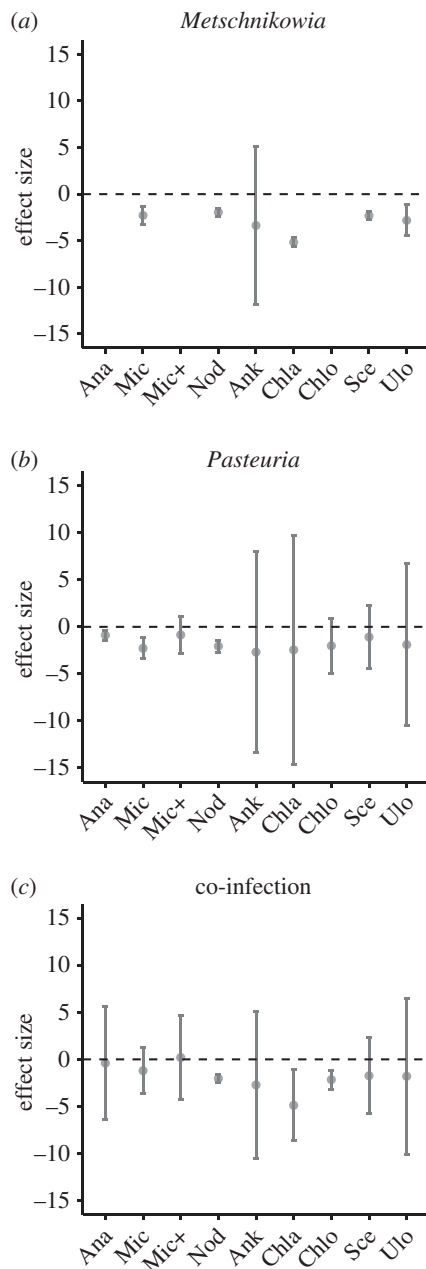 (a) Metschnikowia
15
10
5
0
–5
–10
–15
effect size
Ana Mic Mic+ Nod Ank Chla Chlo Sce Ulo
(b) Pasteuria
15
10
5
0
–5
–10
–15
effect size
Ana Mic Mic+ Nod Ank Chla Chlo Sce Ulo
(c) co-infection
15
10
5
0
–5
–10
–15
effect size
Ana Mic Mic+ Nod Ank Chla Chlo Sce Ulo